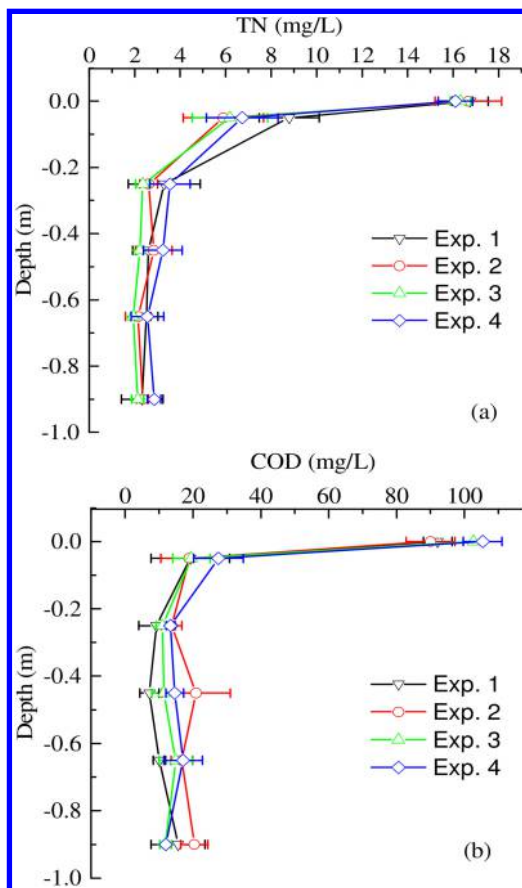 TN (mg/L)
0 2 4 6 8 10 12 14 16 18
0.0
-0.2
-0.4
-0.6
-0.8
-1.0
Depth (m)
Exp. 1
Exp. 2
Exp. 3
Exp. 4
(a)
COD (mg/L)
0 20 40 60 80 100
0.0
-0.2
-0.4
-0.6
-0.8
-1.0
Depth (m)
Exp. 1
Exp. 2
Exp. 3
Exp. 4
(b)